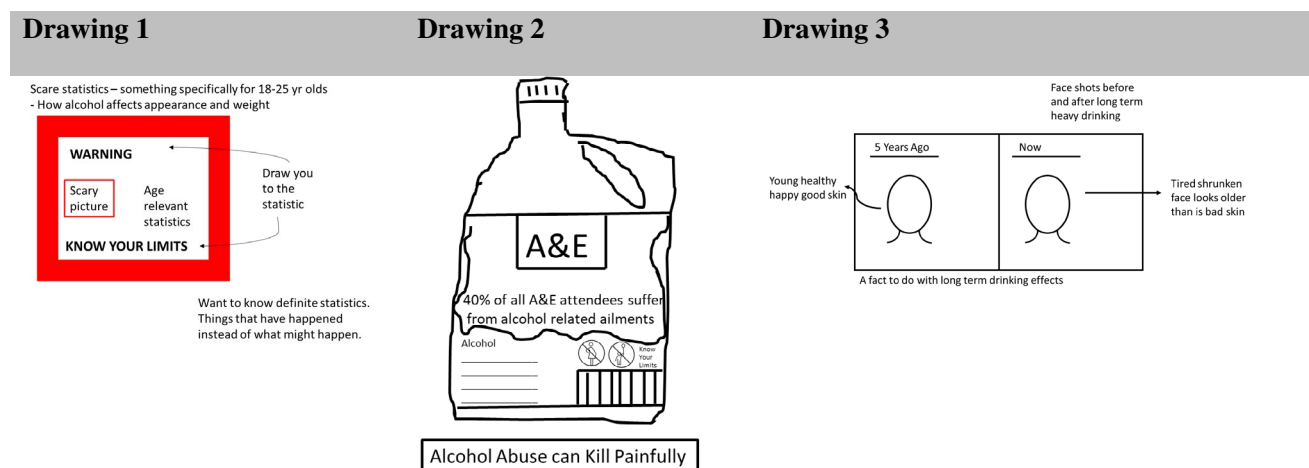 Drawing 1
Scare statistics – something specifically for 18-25 yr olds
- How alcohol affects appearance and weight
WARNING
Scary
picture
Age
relevant
statistics
KNOW YOUR LIMITS
Draw you
to the
statistic
Want to know definite statistics.
Things that have happened
instead of what might happen.
Drawing 2
A&E
40% of all A&E attendees suffer
from alcohol related ailments
Alcohol
Know
Your
Limits
Alcohol Abuse can Kill Painfully
Drawing 3
Face shots before
and after long term
heavy drinking
5 Years Ago
Now
Young healthy
happy good skin
Tired shrunken
face looks older
than is bad skin
A fact to do with long term drinking effects